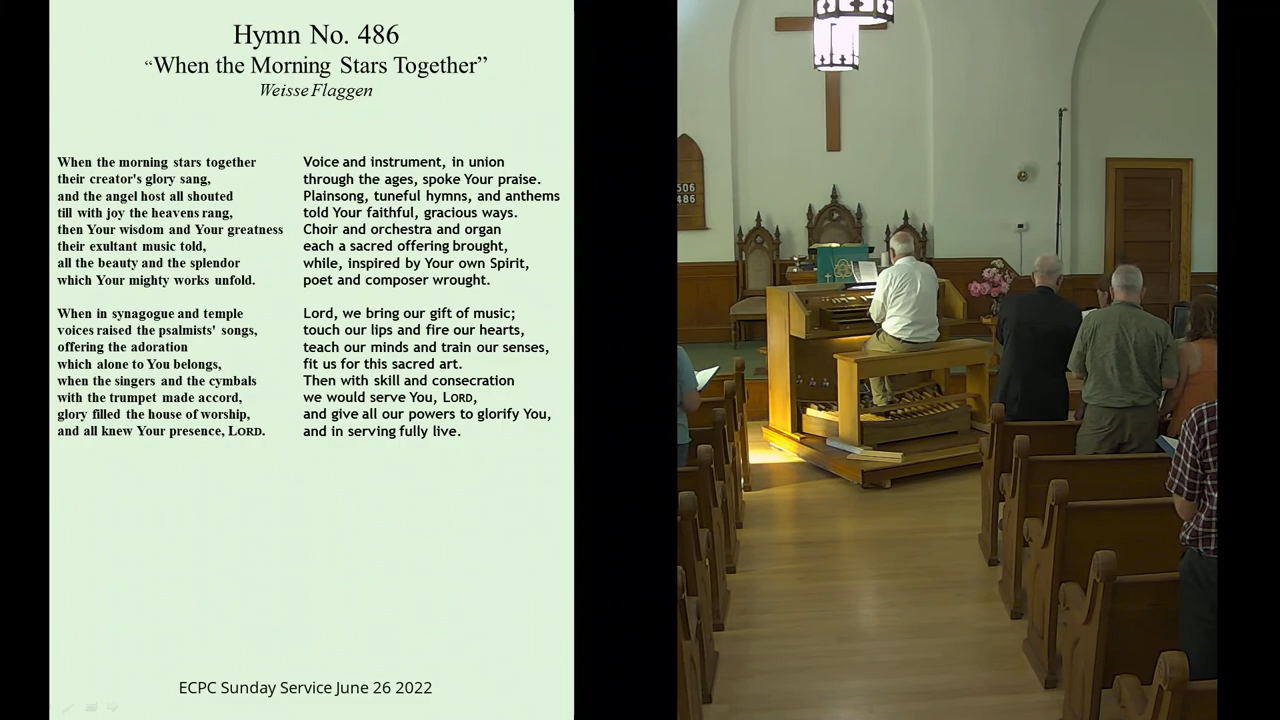 Hymn No. 486
“When the Morning Stars Together”
Weisse Flaggen
When the morning stars together
their creator's glory sang,
and the angel host all shouted
till with joy the heavens rang,
then Your wisdom and Your greatness
their exultant music told,
all the beauty and the splendor
which Your mighty works unfold.
When in synagogue and temple
voices raised the psalmists' songs,
offering the adoration
which alone to You belongs,
when the singers and the cymbals
with the trumpet made accord,
glory filled the house of worship,
and all knew Your presence, LORD.
Voice and instrument, in union
through the ages, spoke Your praise.
Plainsong, tuneful hymns, and anthems
told Your faithful, gracious ways.
Choir and orchestra and organ
each a sacred offering brought,
while, inspired by Your own Spirit,
poet and composer wrought.
Lord, we bring our gift of music;
touch our lips and fire our hearts,
teach our minds and train our senses,
fit us for this sacred art.
Then with skill and consecration
we would serve You, LORD,
and give all our powers to glorify You,
and in serving fully live.
ECPC Sunday Service June 26 2022
506
486